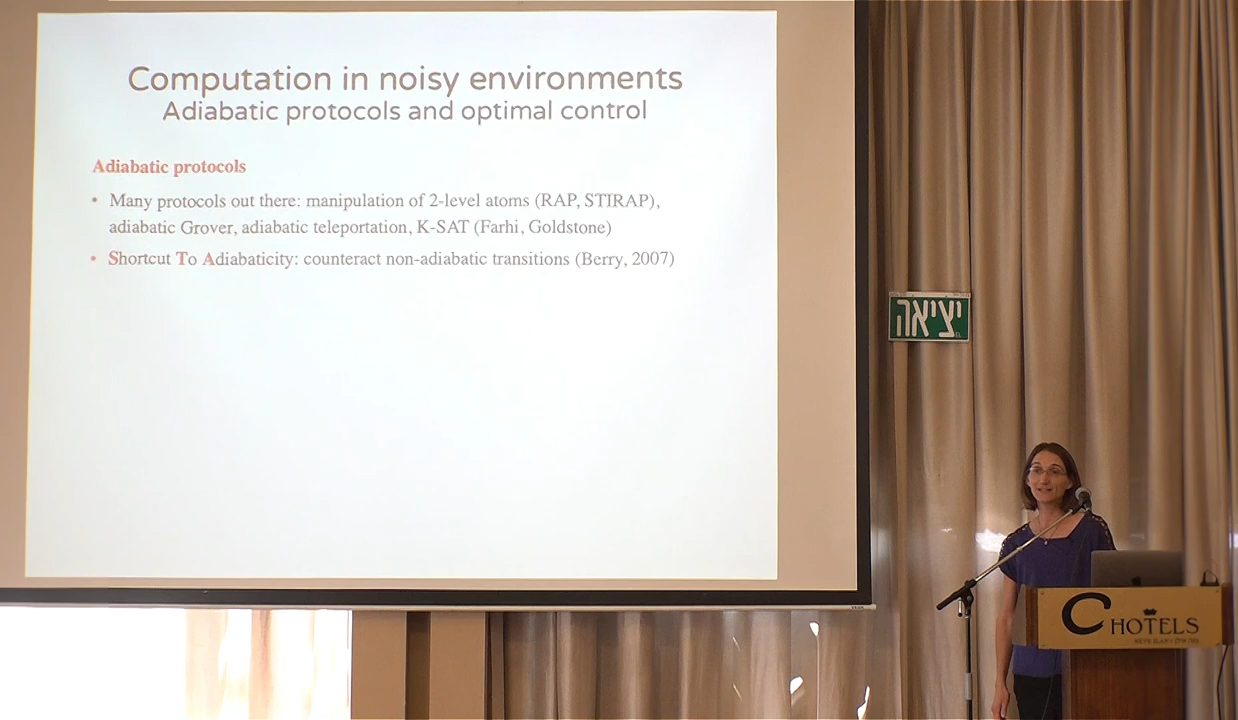 Computation in noisy environments
Adiabatic protocols and optimal control
Adiabatic protocols
• Many protocols out there: manipulation of 2-level atoms (RAP, STIRAP),
adiabatic Grover, adiabatic teleportation, K-SAT (Farhi, Goldstone)
• Shortcut To Adiabaticity: counteract non-adiabatic transitions (Berry, 2007)
יציאה
C HOTELS